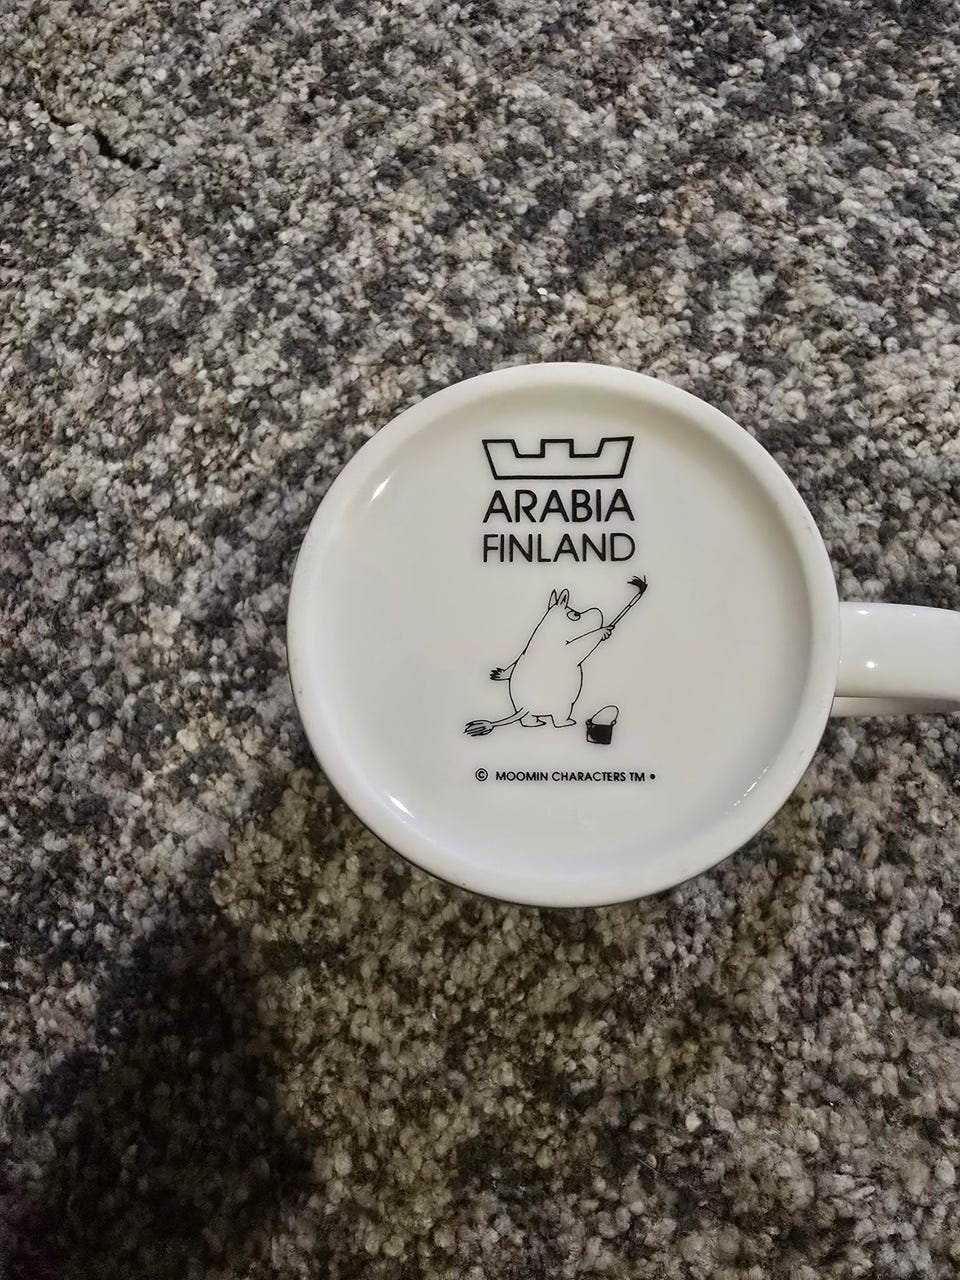 ARABIA
FINLAND
© MOOMIN CHARACTERS TM •